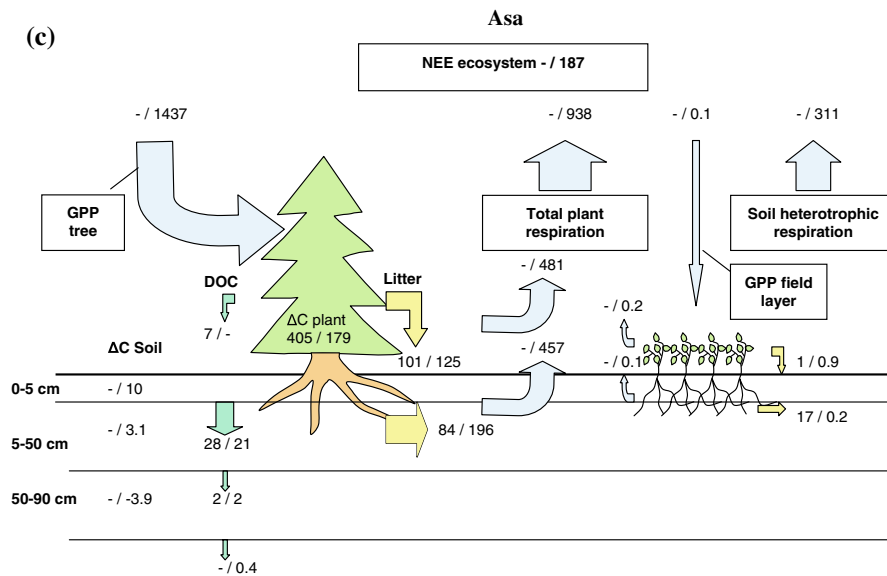 (c)
Asa
NEE ecosystem - / 187
- / 1437
- / 938
- / 0.1
- / 311
GPP
tree
Total plant
respiration
Soil heterotrophic
respiration
- / 481
GPP field
layer
DOC
Litter
7 / -
ΔC plant
405 / 179
- / 0.2
ΔC Soil
101 / 125
- / 457
- / 0.1
1 / 0.9
0-5 cm
- / 10
17 / 0.2
- / 3.1
28 / 21
84 / 196
5-50 cm
50-90 cm
- / -3.9
2 / 2
- / 0.4